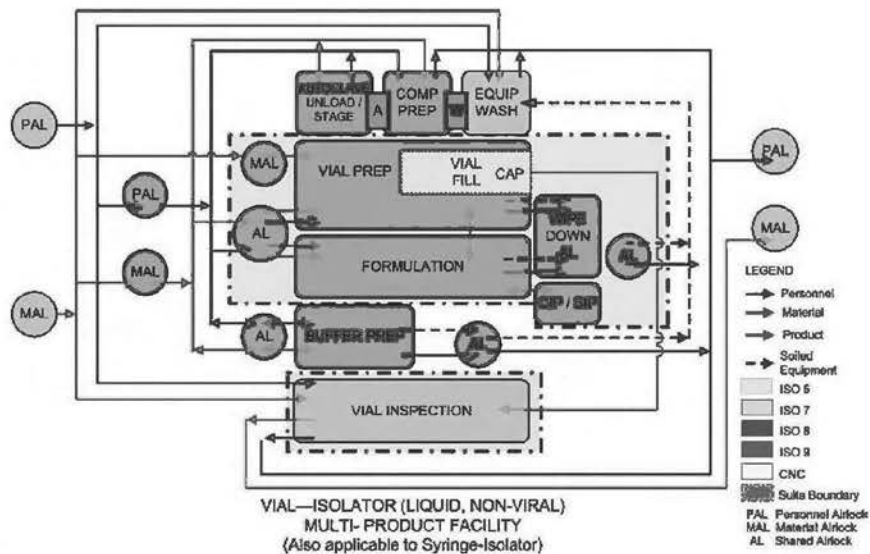 AUTOCLAVE
UNLOAD /
STAGE
A
COMP
PREP
W
EQUIP
WASH
PAL
MAL
VIAL PREP
VIAL
FILL
CAP
PAL
PAL
AL
WIPE
DOWN
AL
AL
MAL
FORMULATION
MAL
MAL
CIP / SIP
AL
BUFFER PREP
AL
VIAL INSPECTION
LEGEND
Personnel
Material
Product
Soiled
Equipment
ISO 5
ISO 7
ISO 8
ISO 9
CNC
Suite Boundary
PAL Personnel Airlock
MAL Material Airlock
AL Shared Airlock
VIAL—ISOLATOR (LIQUID, NON-VIRAL)
MULTI- PRODUCT FACILITY
(Also applicable to Syringe-Isolator)